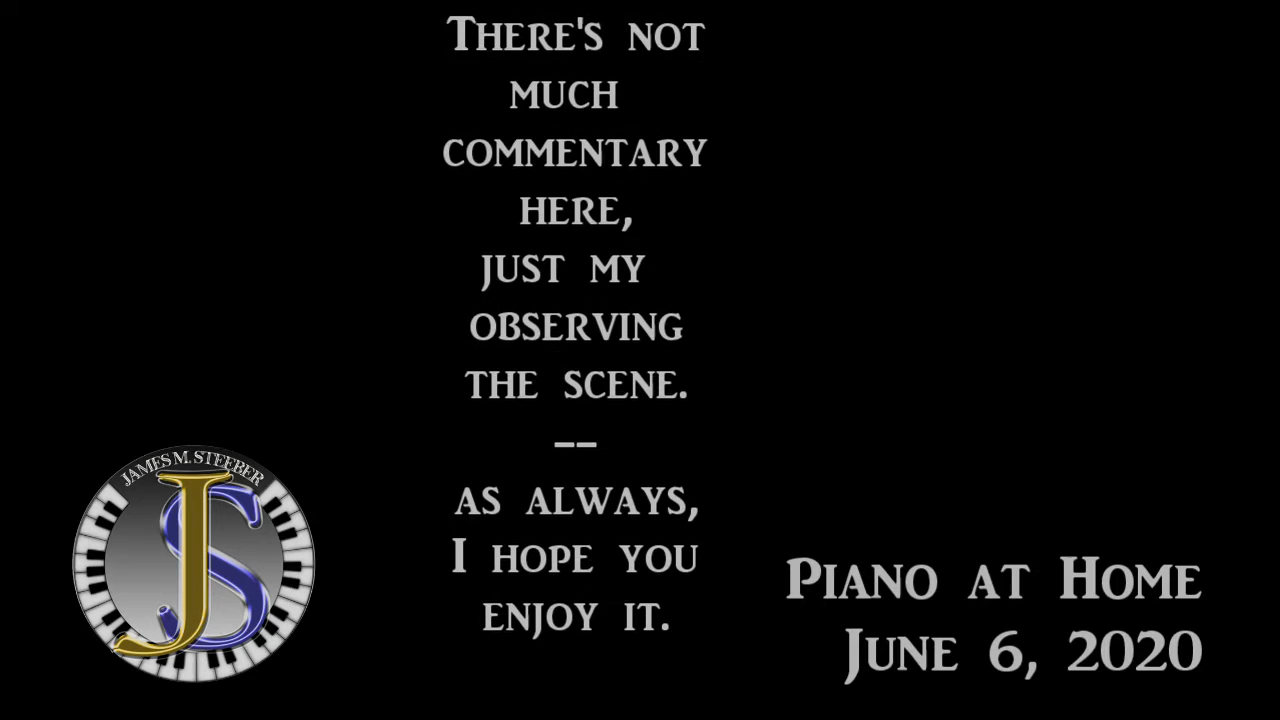 There's not
much
commentary
here,
just my
observing
the scene.
--
as always,
I hope you
enjoy it.
JAMES M. STEEBER
JS
Piano at Home
June 6, 2020